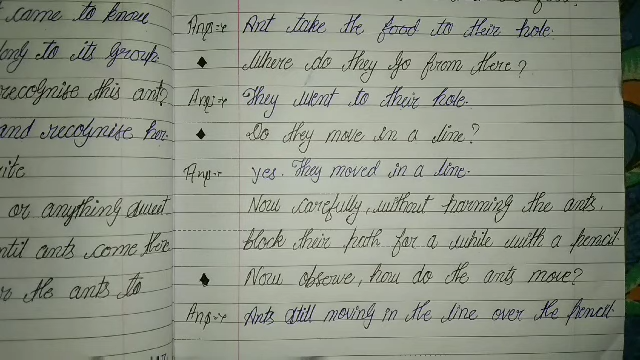 came to know
long to its group.
recognise this ant?
and recognise her.
ite
or anything sweet
ntil ants come there
the ants to
Ans:→ Ant take the food to their hole.
◆ Where do they go from there?
Ans:→ They went to their hole.
◆ Do they move in a line?
Ans:→ yes. They moved in a line.
Now carefully, without harming the ants,
block their path for a while with a pencil.
◆ Now observe, how do the ants move?
Ans:→ Ants still moving in the line over the pencil.